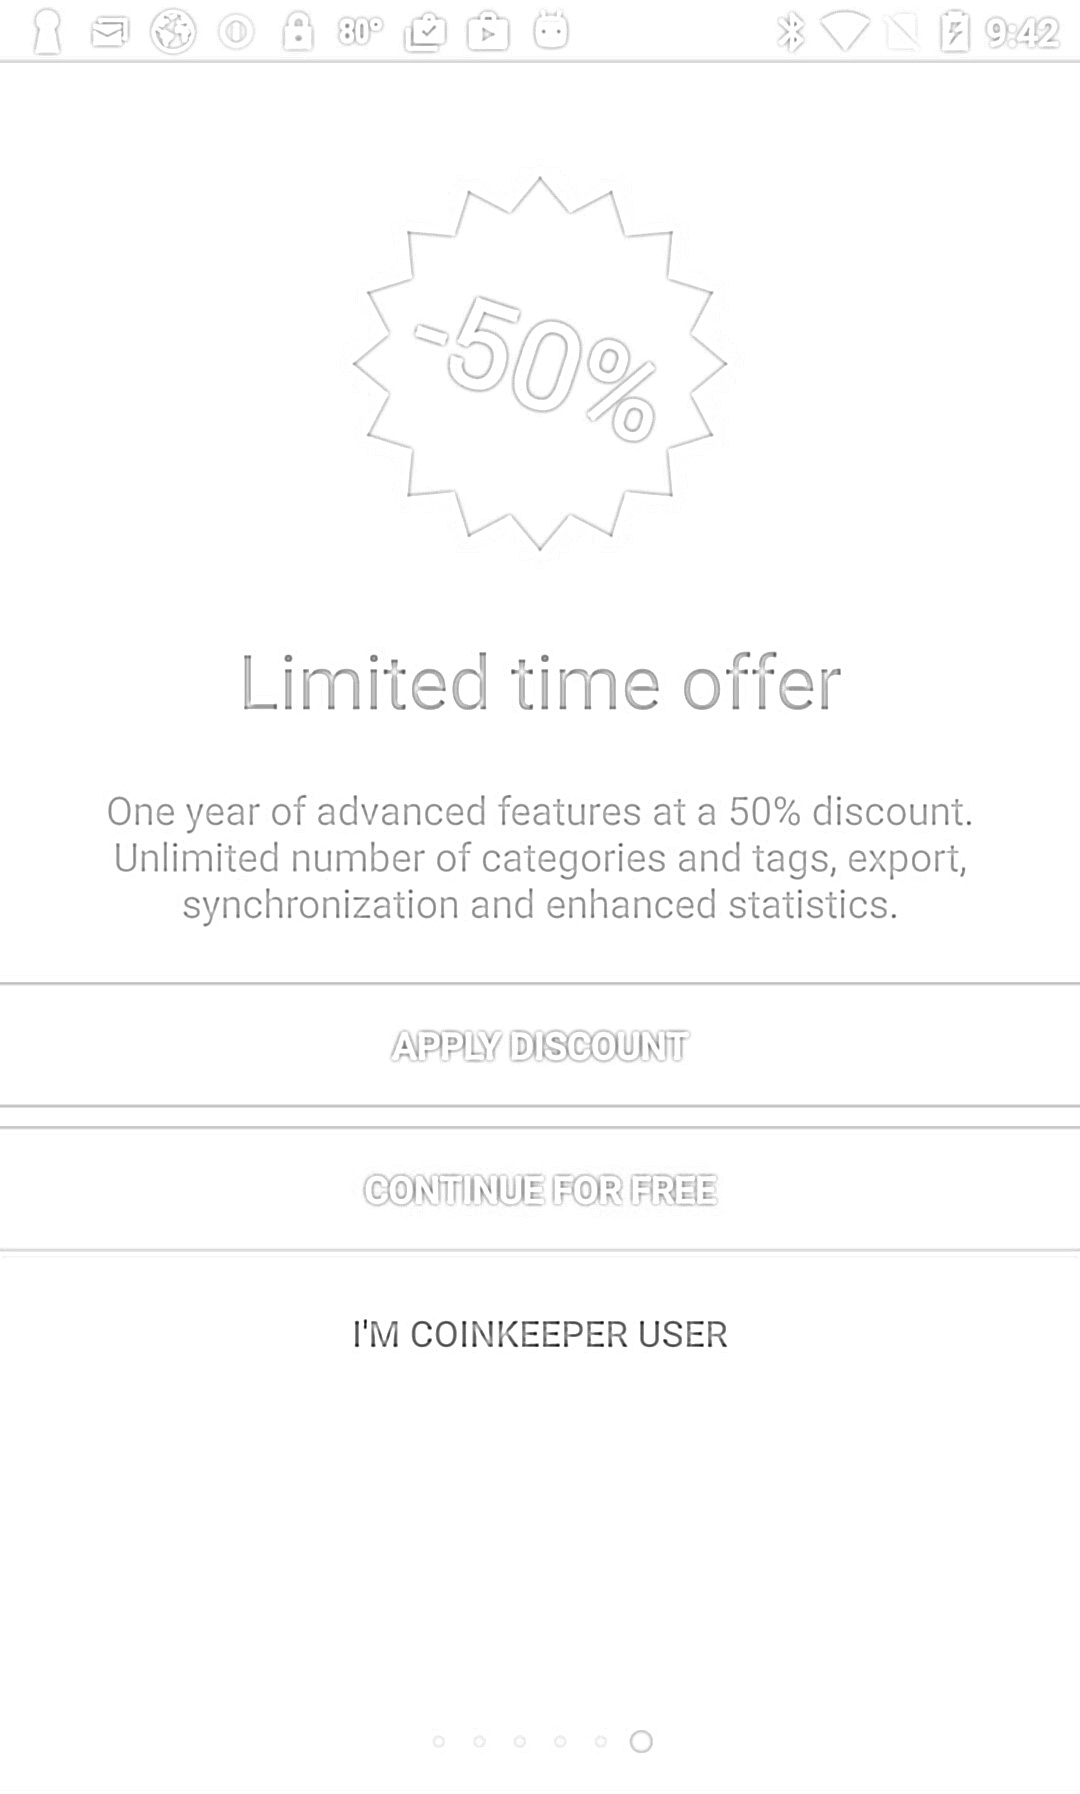 80° 9:42
-50%
Limited time offer
One year of advanced features at a 50% discount.
Unlimited number of categories and tags, export,
synchronization and enhanced statistics.
APPLY DISCOUNT
CONTINUE FOR FREE
I'M COINKEEPER USER